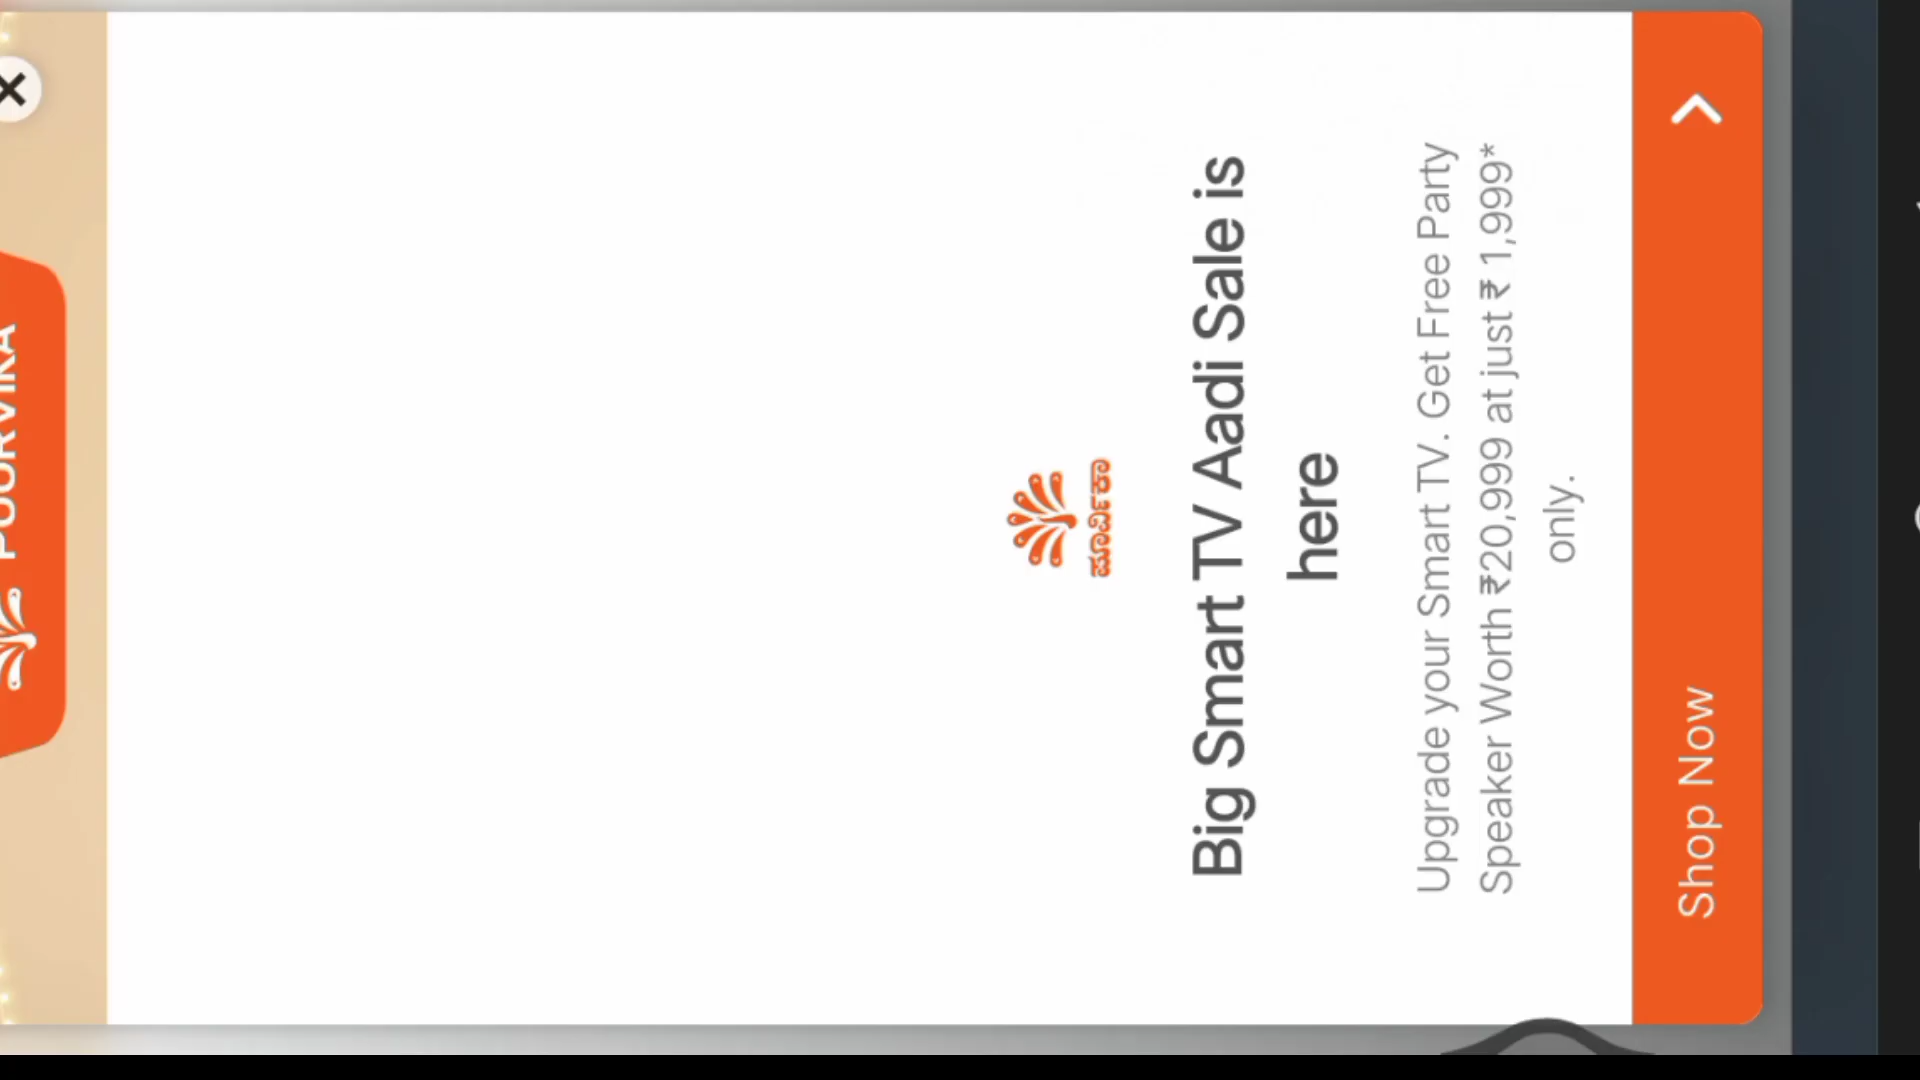 POORVIKA
ಪೂರ್ವಿಕಾ
Big Smart TV Aadi Sale is
here
Upgrade your Smart TV. Get Free Party
Speaker Worth ₹20,999 at just ₹ 1,999*
only.
Shop Now